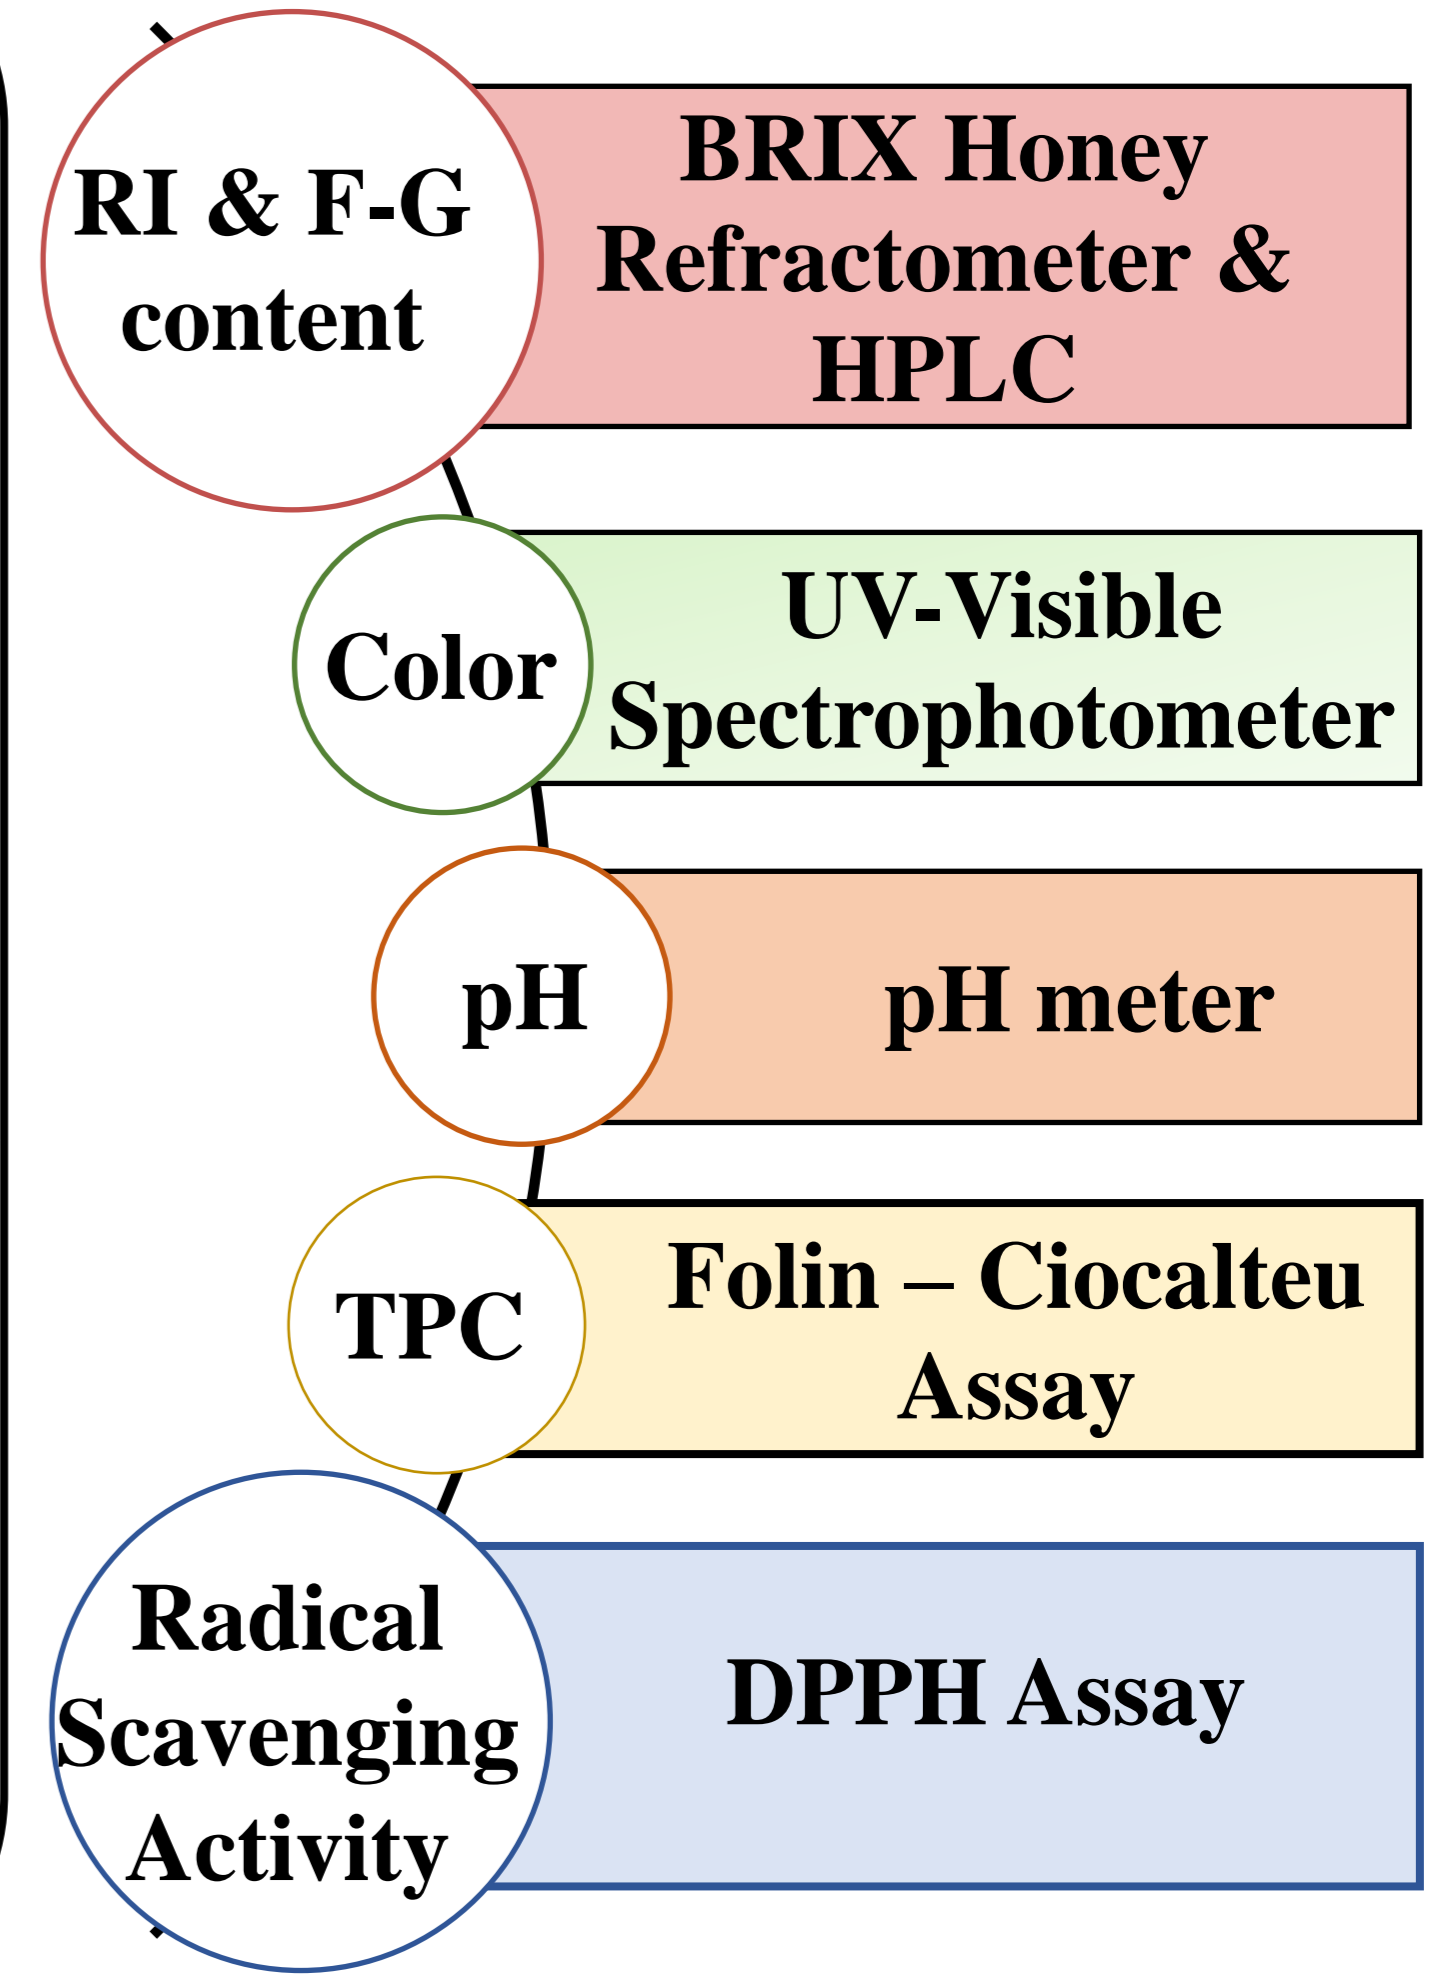 RI & F-G
content
BRIX Honey
Refractometer &
HPLC
Color
UV-Visible
Spectrophotometer
pH
pH meter
TPC
Folin – Ciocalteu
Assay
Radical
Scavenging
Activity
DPPH Assay